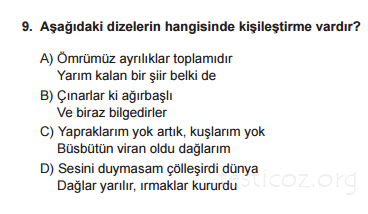 9. Aşağıdaki dizelerin hangisinde kişileştirme vardır?
A) Ömrümüz ayrılıklar toplamıdır
Yarım kalan bir şiir belki de
B) Çınarlar ki ağırbaşlı
Ve biraz bilgedirler
C) Yapraklarım yok artık, kuşlarım yok
Büsbütün viran oldu dağlarım
D) Sesini duymasam çölleşirdi dünya
Dağlar yarılır, ırmaklar kururdu
testicoz.org